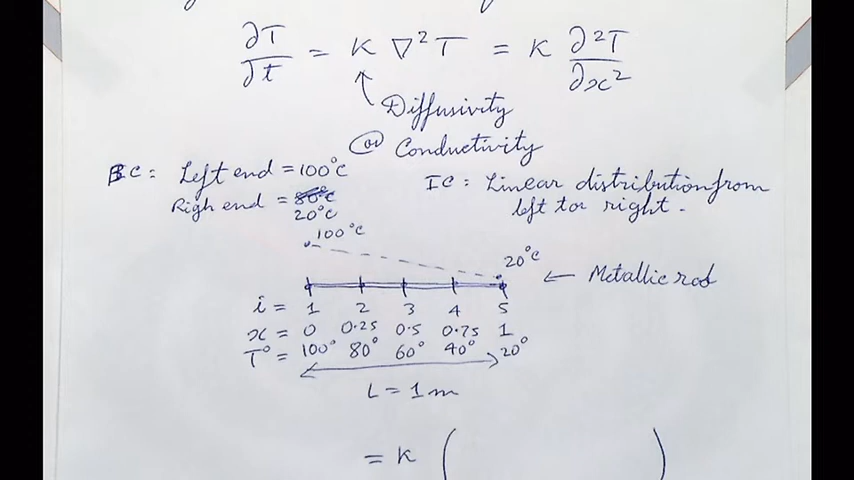 ∂T/∂t = K ∇²T = K ∂²T/∂x²
Diffusivity
or Conductivity
BC: Left end = 100°C
Righ end = 80°C
20°C
IC: Linear distribution from
left to right.
100°C
20°C
← Metallic rod
i = 1 2 3 4 5
x = 0 0.25 0.5 0.75 1
T° = 100° 80° 60° 40° 20°
L = 1m
= K ( )